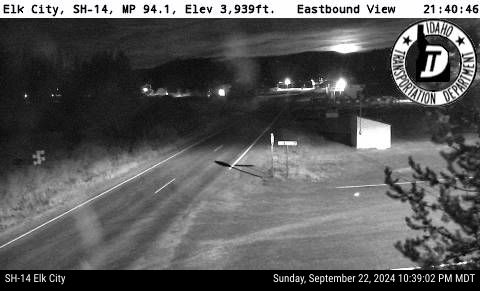 Elk City, SH-14, MP 94.1, Elev 3,939ft. Eastbound View 21:40:46
IDAHO
TRANSPORTATION DEPARTMENT
SH-14 Elk City Sunday, September 22, 2024 10:39:02 PM MDT